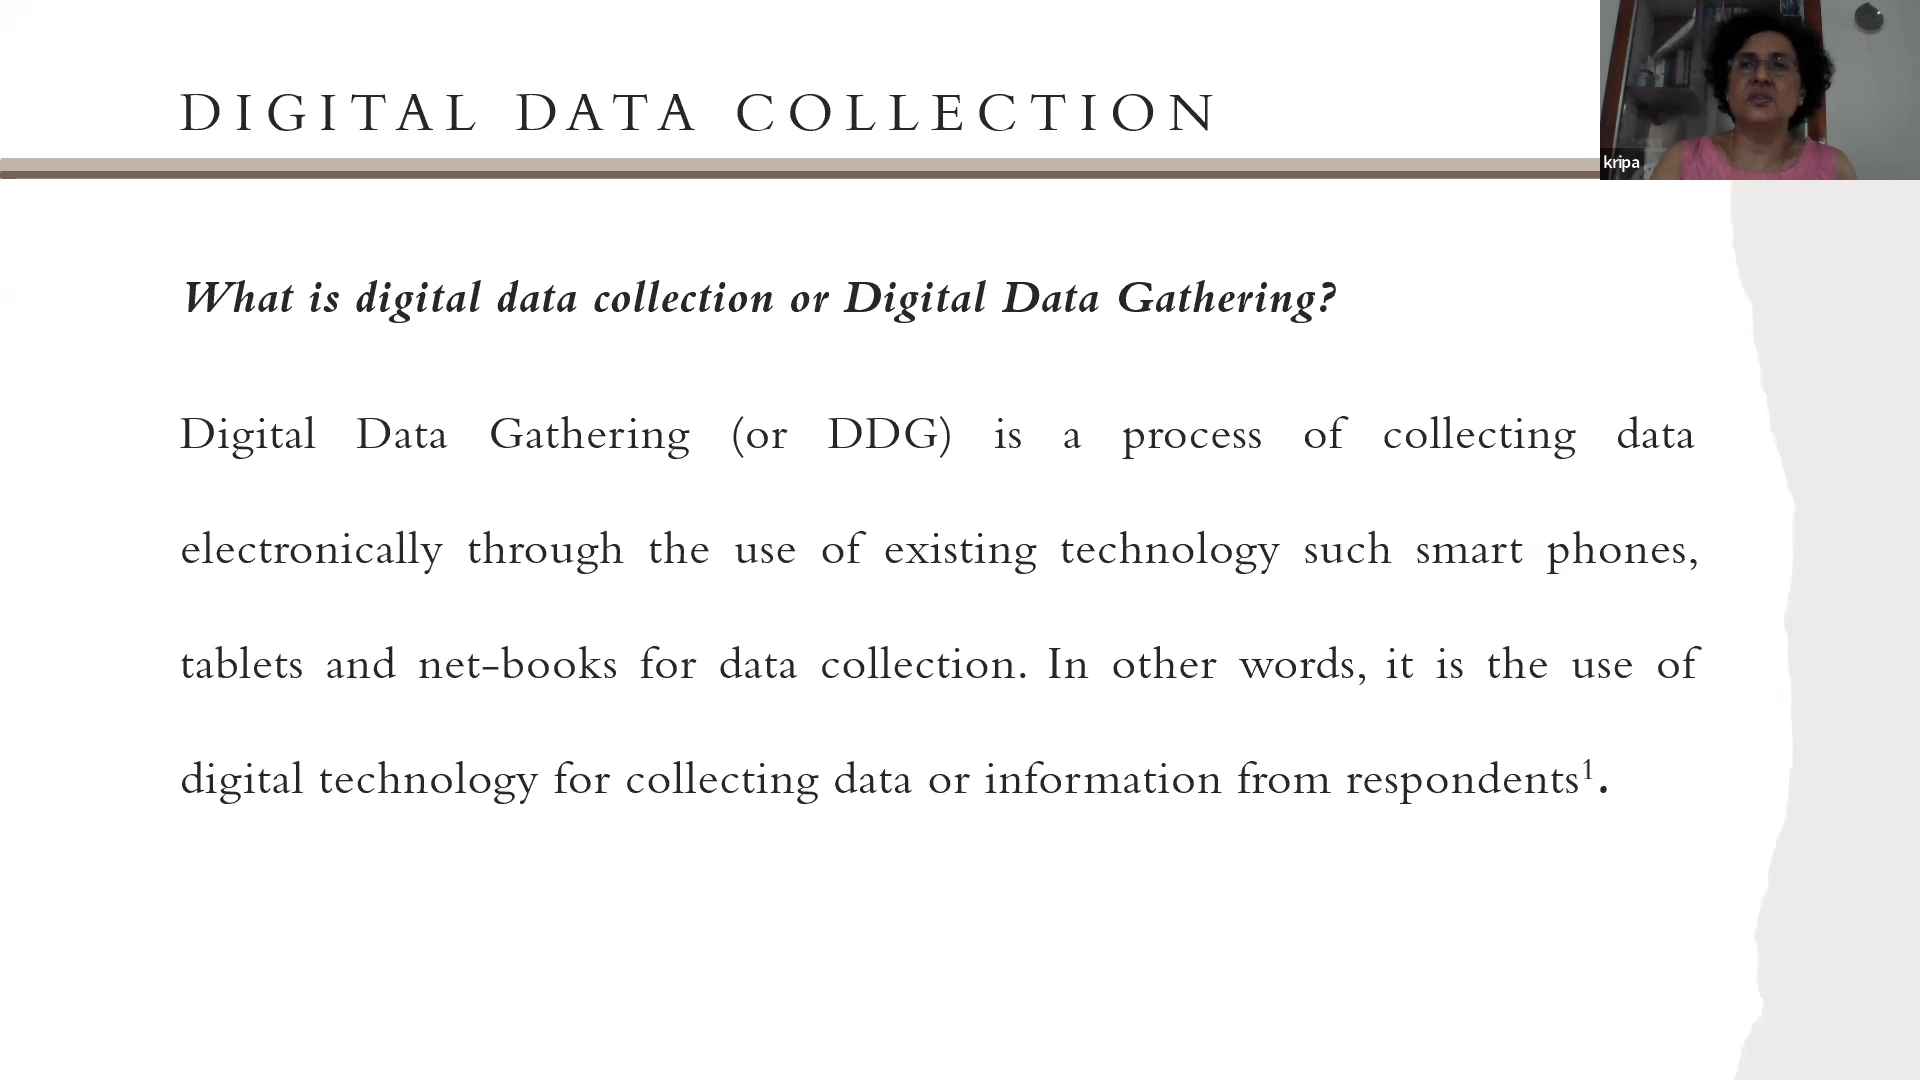 DIGITAL DATA COLLECTION
kripa
What is digital data collection or Digital Data Gathering?
Digital Data Gathering (or DDG) is a process of collecting data
electronically through the use of existing technology such smart phones,
tablets and net-books for data collection. In other words, it is the use of
digital technology for collecting data or information from respondents¹.